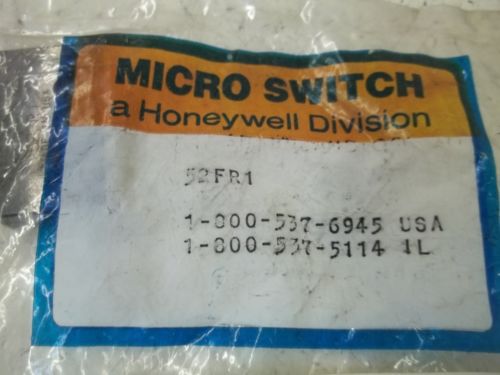 MICRO SWITCH
a Honeywell Division
52FR1
1-800-537-6945 USA
1-800-537-5114 IL